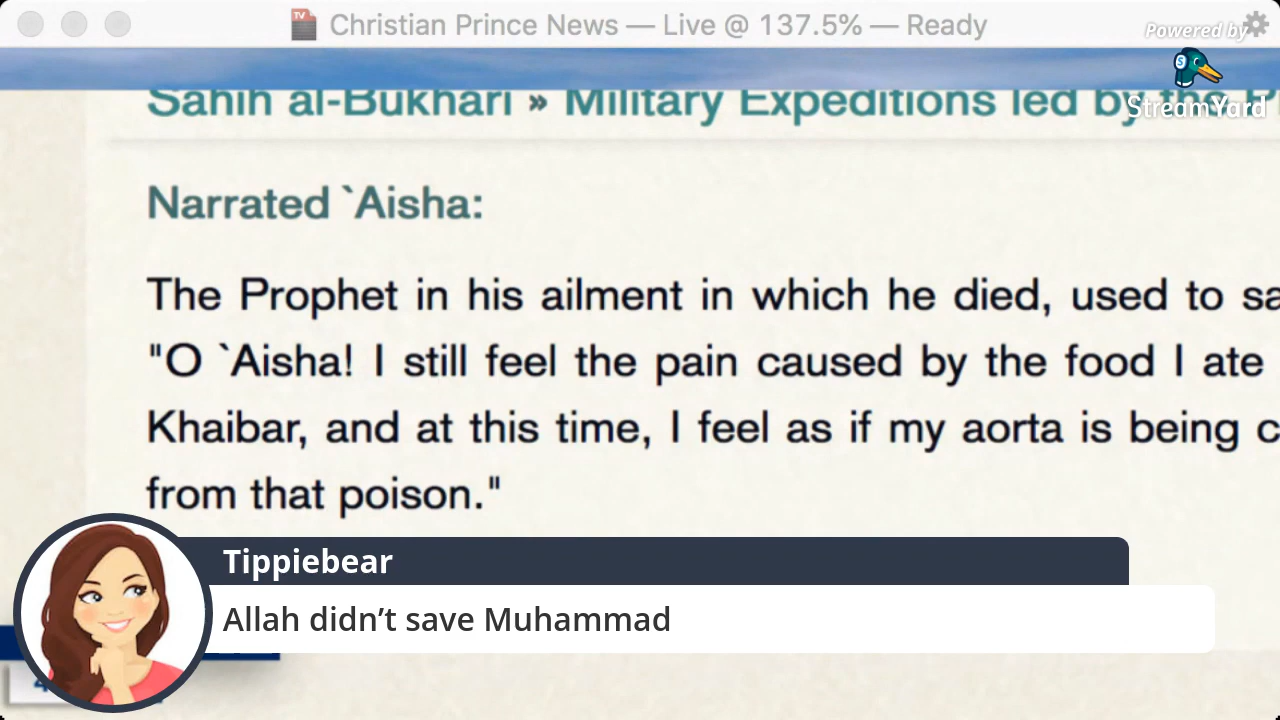 Christian Prince News — Live @ 137.5% — Ready
Powered by
StreamYard
Sahih al-Bukhari » Military Expeditions led by the P
Narrated `Aisha:
The Prophet in his ailment in which he died, used to sa
"O `Aisha! I still feel the pain caused by the food I ate
Khaibar, and at this time, I feel as if my aorta is being c
from that poison."
Tippiebear
Allah didn’t save Muhammad